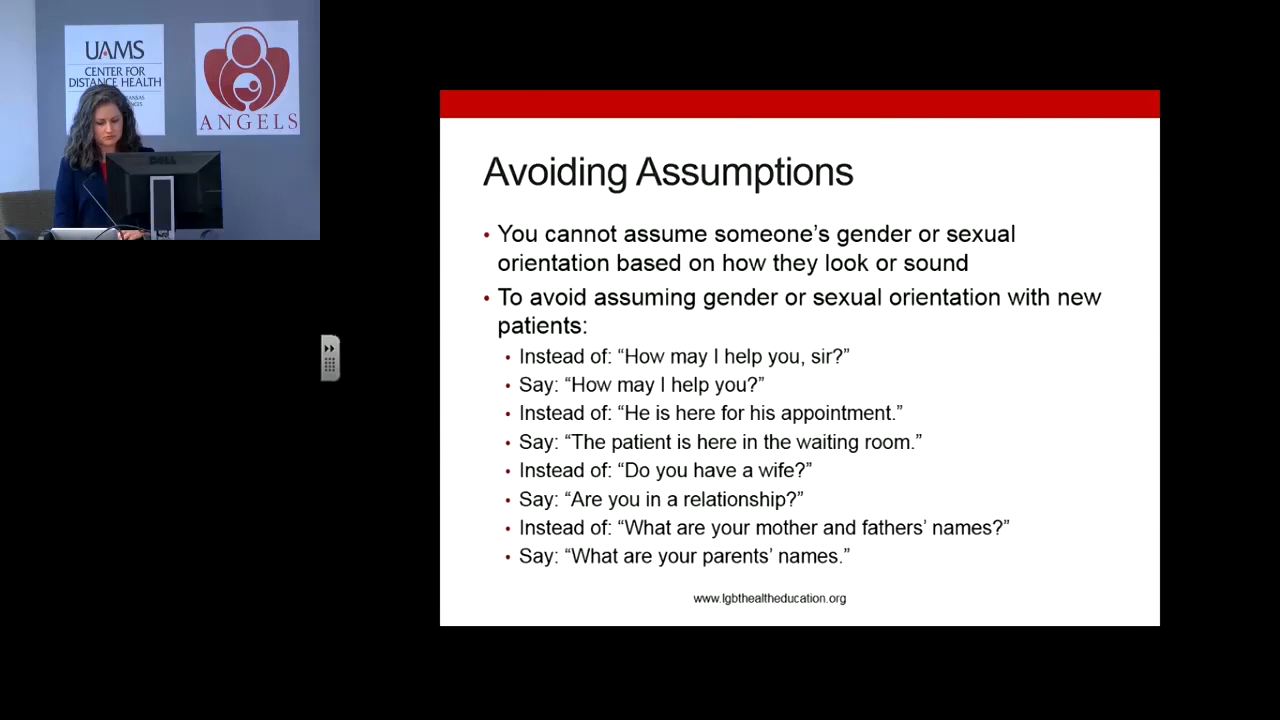 UAMS
CENTER FOR
DISTANCE HEALTH
ANGELS
DELL
Avoiding Assumptions
• You cannot assume someone’s gender or sexual
orientation based on how they look or sound
• To avoid assuming gender or sexual orientation with new
patients:
• Instead of: “How may I help you, sir?”
• Say: “How may I help you?”
• Instead of: “He is here for his appointment.”
• Say: “The patient is here in the waiting room.”
• Instead of: “Do you have a wife?”
• Say: “Are you in a relationship?”
• Instead of: “What are your mother and fathers’ names?”
• Say: “What are your parents’ names.”
www.lgbthealtheducation.org